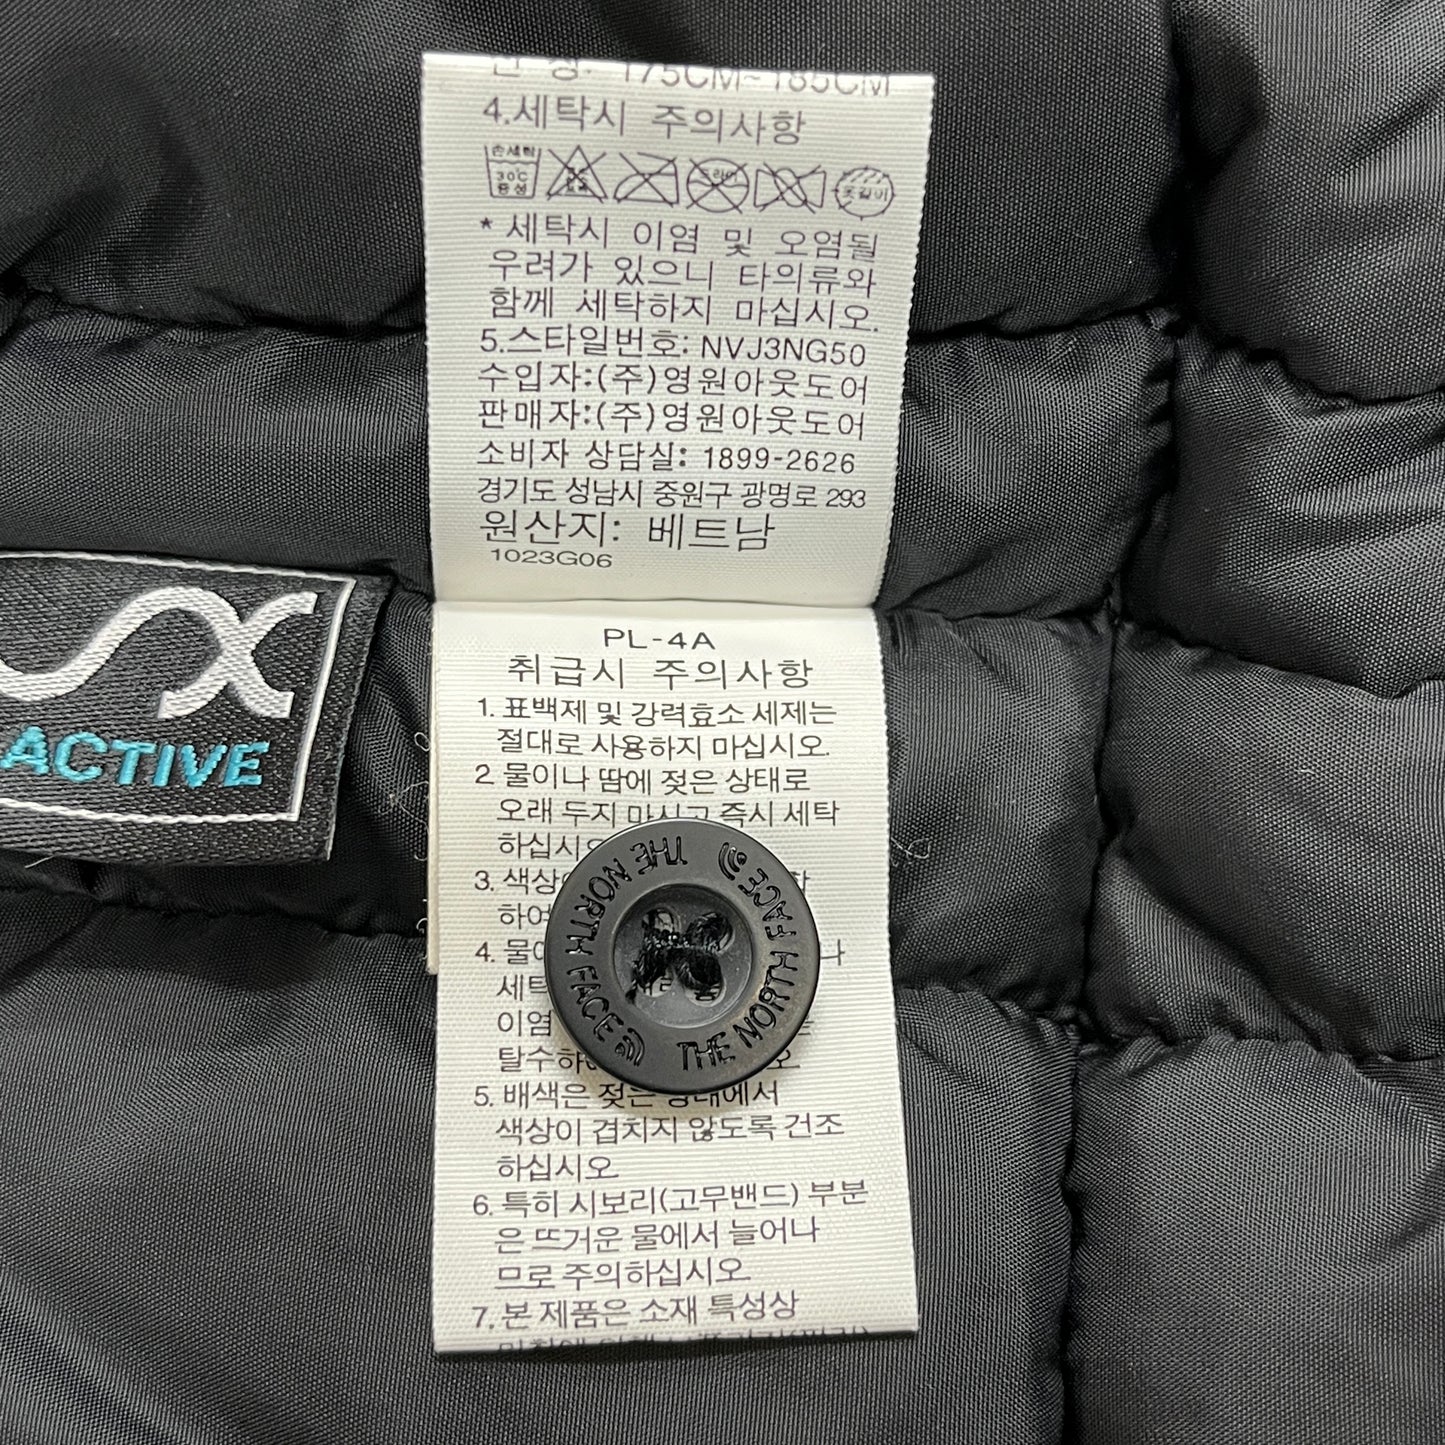 175CM~185CM
4.세탁시 주의사항
손세탁
30℃
중성
드라이
옷걸이
* 세탁시 이염 및 오염될
우려가 있으니 타의류와
함께 세탁하지 마십시오.
5.스타일번호: NVJ3NG50
수입자:(주)영원아웃도어
판매자:(주)영원아웃도어
소비자 상담실: 1899-2626
경기도 성남시 중원구 광명로 293
원산지: 베트남
1023G06
ACTIVE
PL-4A
취급시 주의사항
1. 표백제 및 강력효소 세제는
절대로 사용하지 마십시오.
2. 물이나 땀에 젖은 상태로
오래 두지 마시고 즉시 세탁
3.
4.
세탁
이염
5. 배색은 젖은 상태에서
색상이 겹치지 않도록 건조
하십시오.
6. 특히 시보리(고무밴드) 부분
은 뜨거운 물에서 늘어나
므로 주의하십시오.
7. 본 제품은 소재 특성상
THE NORTH FACE
THE NORTH FACE